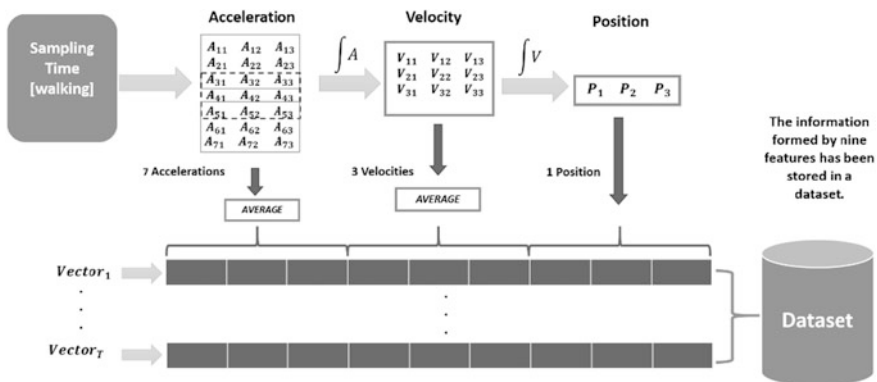 Acceleration
Velocity
Position
Sampling
Time
[walking]
A₁₁ A₁₂ A₁₃
A₂₁ A₂₂ A₂₃
A₃₁ A₃₂ A₃₃
A₄₁ A₄₂ A₄₃
A₅₁ A₅₂ A₅₃
A₆₁ A₆₂ A₆₃
A₇₁ A₇₂ A₇₃
∫A
V₁₁ V₁₂ V₁₃
V₂₁ V₂₂ V₂₃
V₃₁ V₃₂ V₃₃
∫V
P₁ P₂ P₃
7 Accelerations
3 Velocities
1 Position
AVERAGE
AVERAGE
The information
formed by nine
features has been
stored in a
dataset.
Vector₁
Vector_T
Dataset